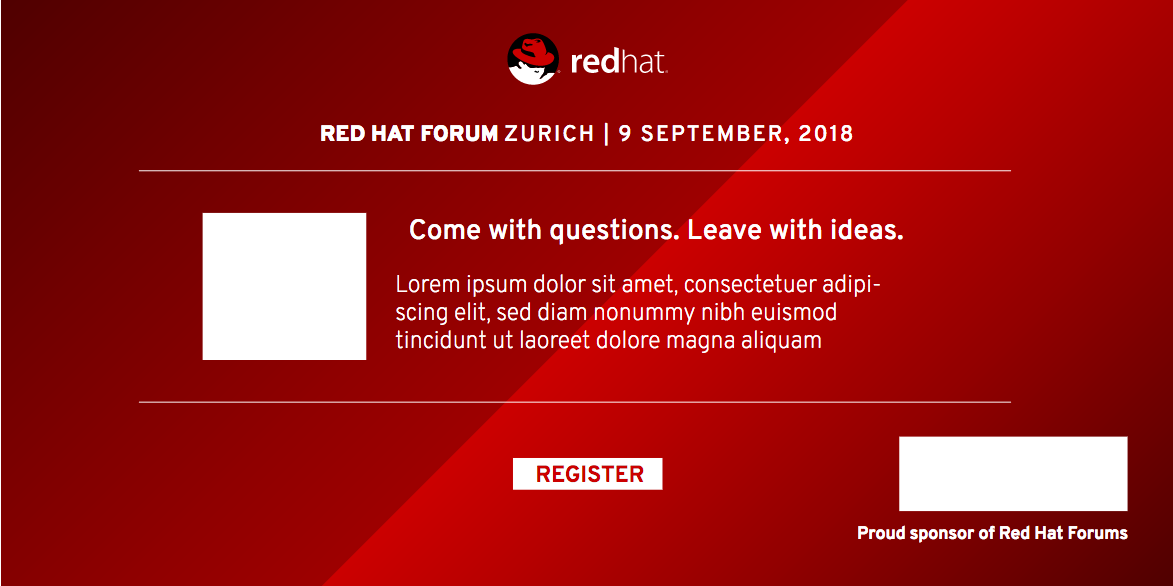 redhat.
RED HAT FORUM ZURICH | 9 SEPTEMBER, 2018
Come with questions. Leave with ideas.
Lorem ipsum dolor sit amet, consectetuer adipi-
scing elit, sed diam nonummy nibh euismod
tincidunt ut laoreet dolore magna aliquam
REGISTER
Proud sponsor of Red Hat Forums